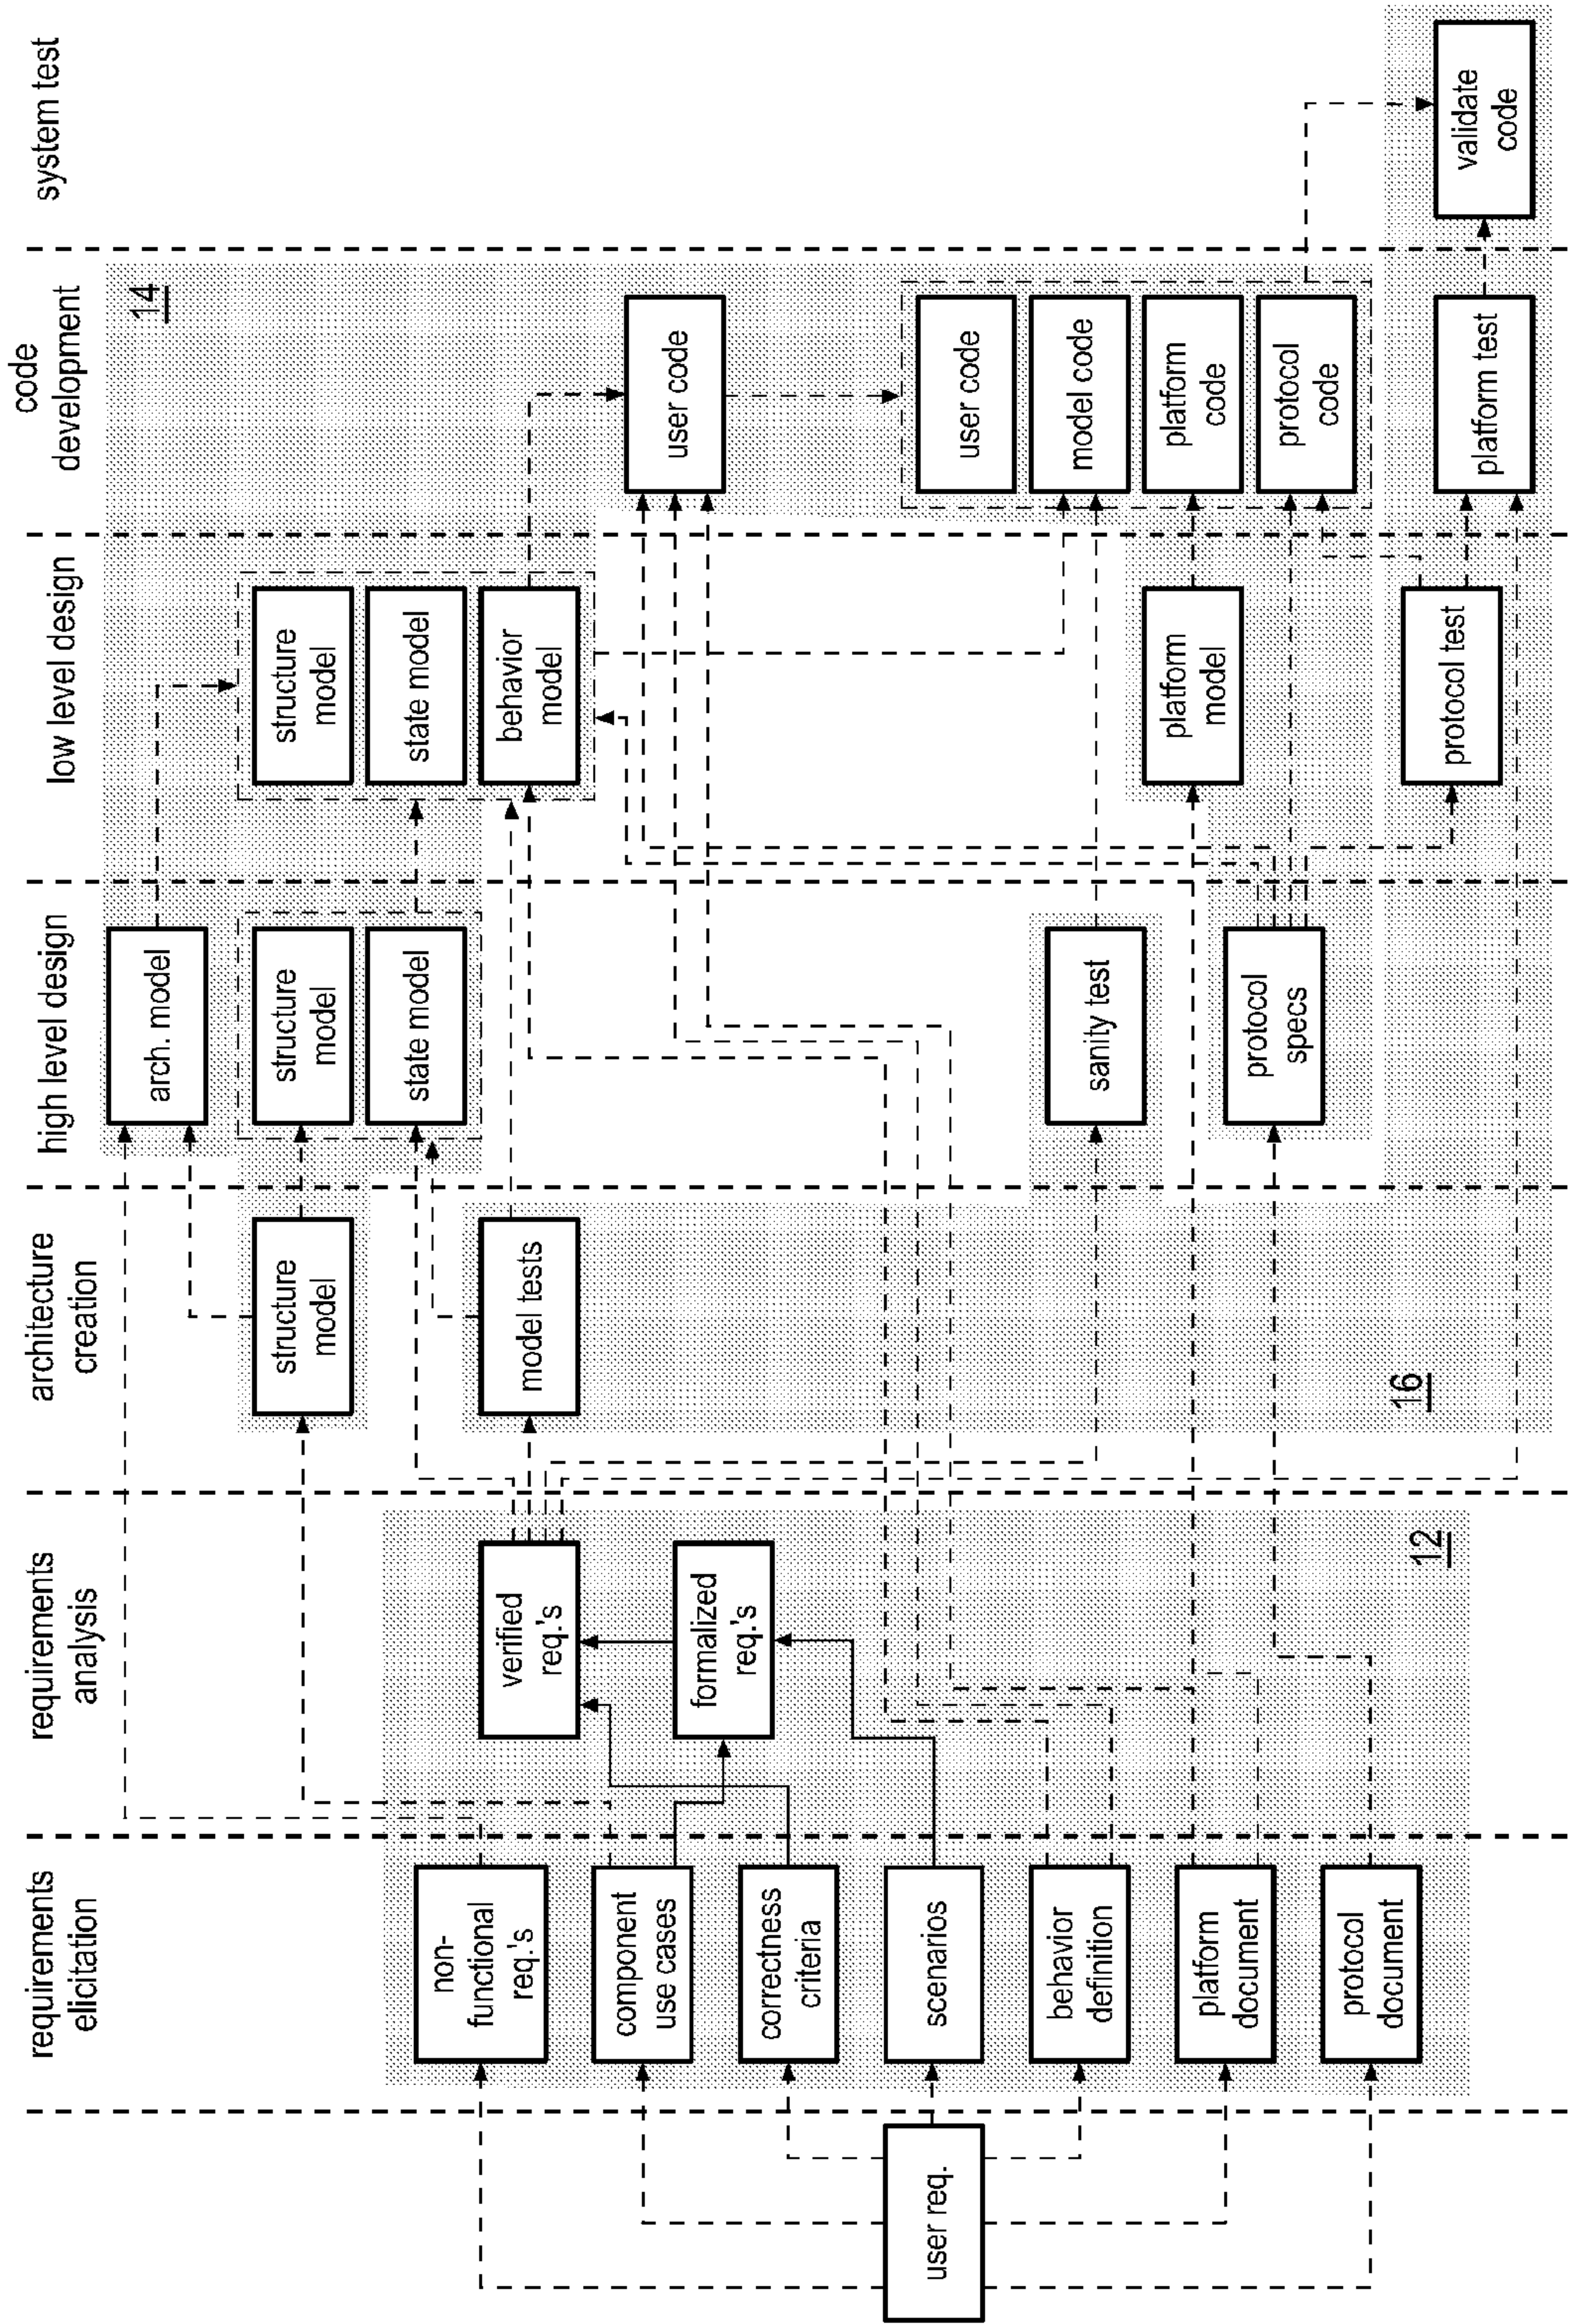 requirements
elicitation
requirements
analysis
architecture
creation
high level design
low level design
code
development
system test
user req.
non-
functional
req.'s
component
use cases
correctness
criteria
scenarios
behavior
definition
platform
document
protocol
document
verified
req.'s
formalized
req.'s
12
structure
model
model tests
16
arch. model
structure
model
state model
sanity test
protocol
specs
structure
model
state model
behavior
model
platform
model
protocol test
14
user code
user code
model code
platform
code
protocol
code
platform test
validate
code